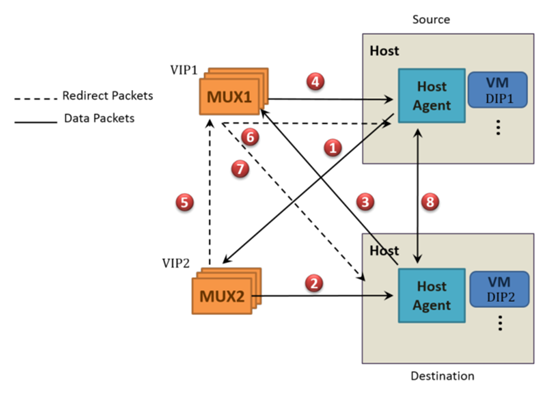 Source
VIP1
Host
MUX1
4
Host
Agent
VM
DIP1
Redirect Packets
Data Packets
6
1
7
5
3
8
VIP2
Host
MUX2
2
Host
Agent
VM
DIP2
Destination